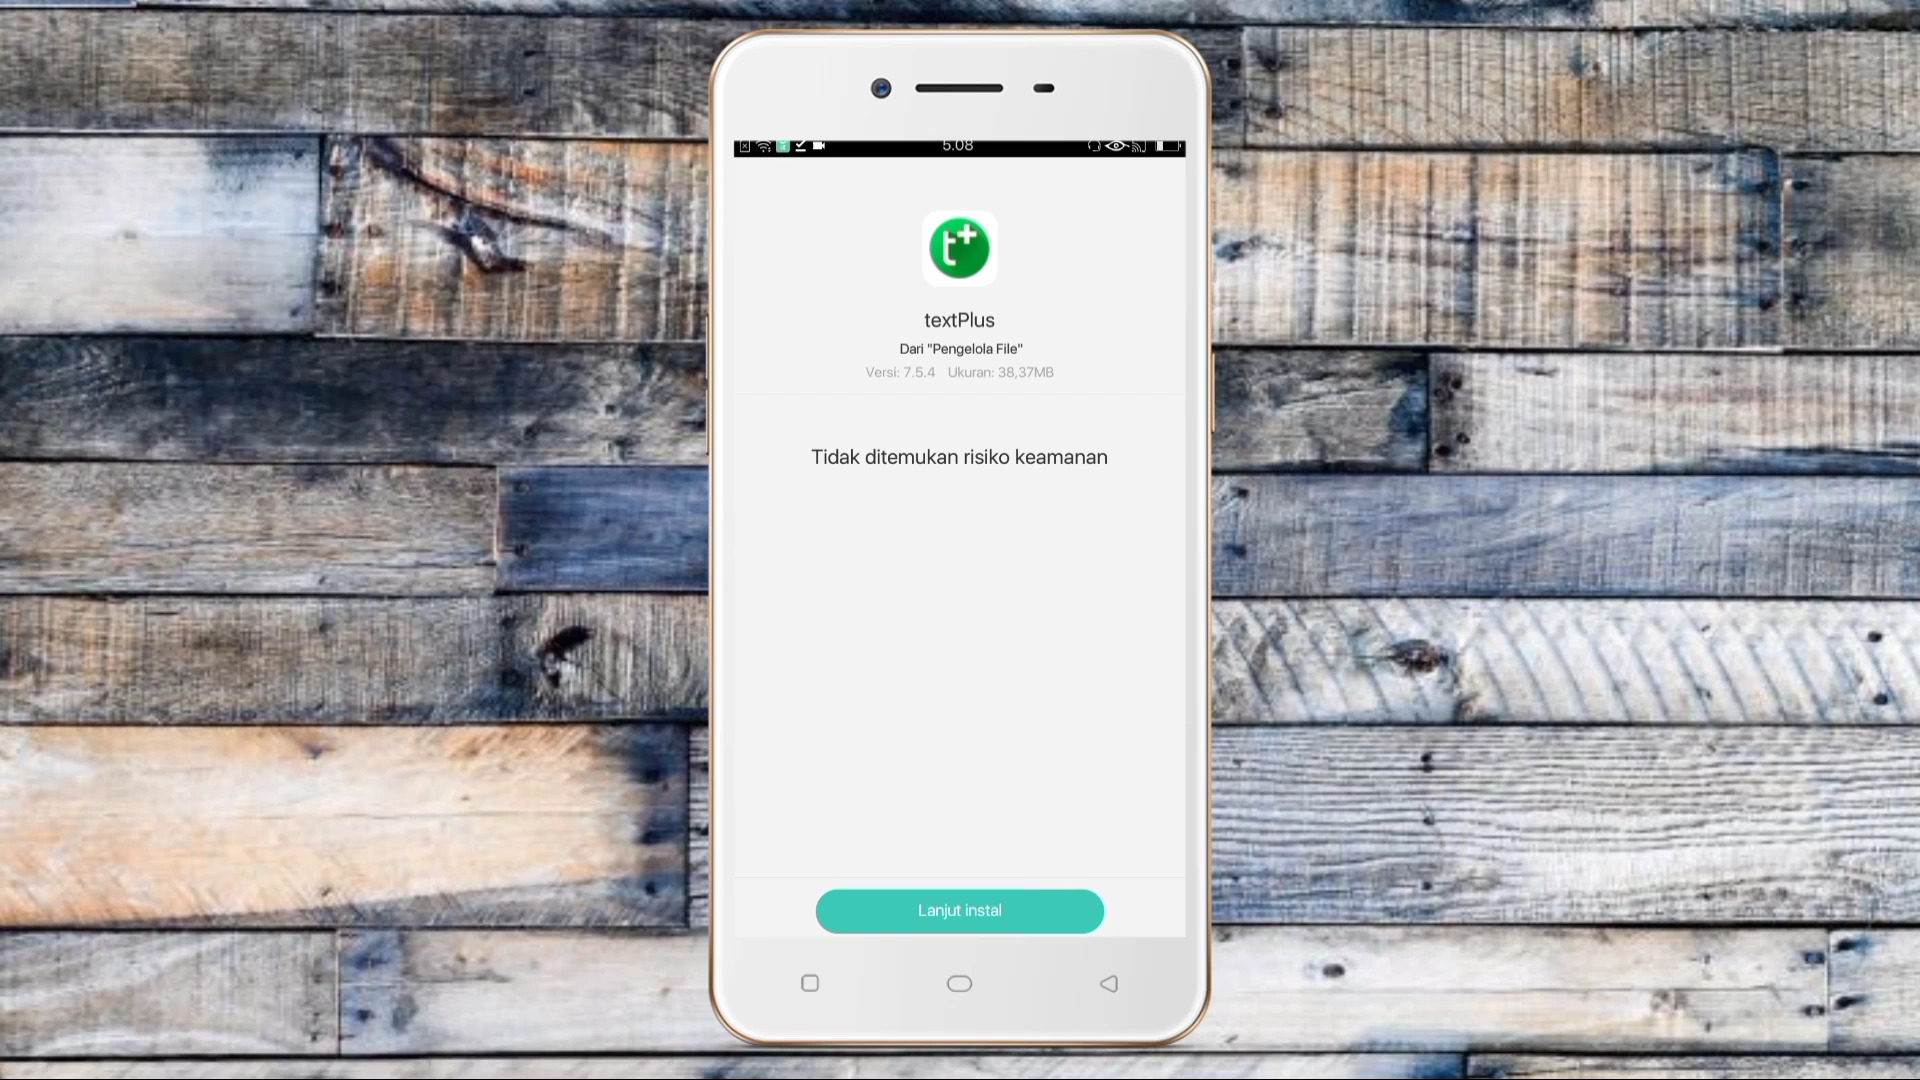 5.08
t+
textPlus
Dari "Pengelola File"
Versi: 7.5.4 Ukuran: 38,37MB
Tidak ditemukan risiko keamanan
Lanjut instal